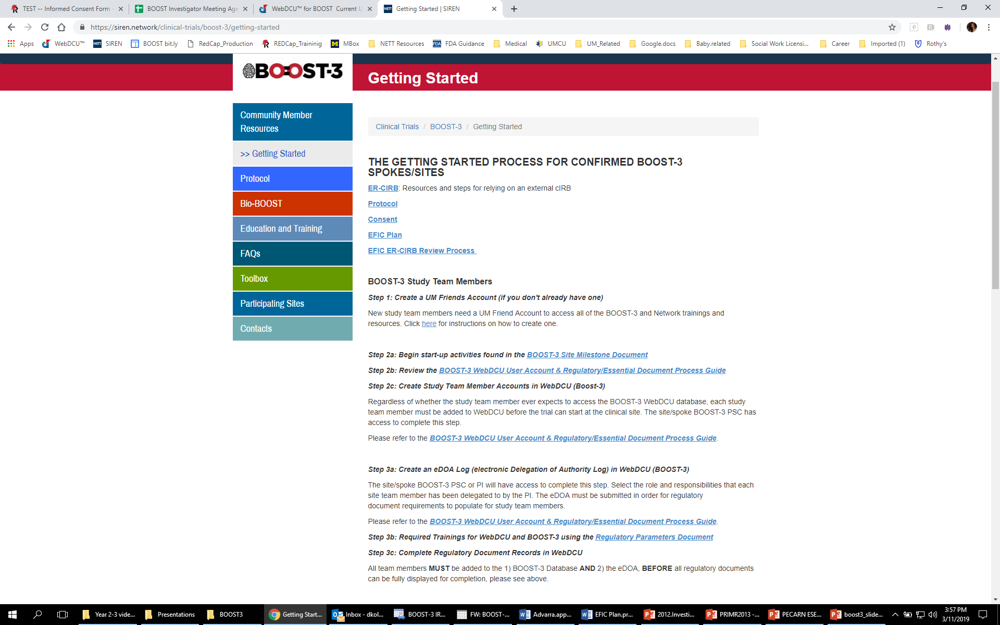 TEST -- Informed Consent Form -
BOOST Investigator Meeting Age
WebDCU™ for BOOST Current U
NETT Getting Started | SIREN
https://siren.network/clinical-trials/boost-3/getting-started
Apps WebDCU™ NETT SIREN BOOST bit.ly RedCap_Production REDCap_Traininig MBox NETT Resources FDA FDA Guidance Medical UMCU UM_Related Google.docs Baby.related Social Work Licensi... Career Imported (1) Rothy's
BOOST-3
Getting Started
Community Member
Resources
>> Getting Started
Protocol
Bio-BOOST
Education and Training
FAQs
Toolbox
Participating Sites
Contacts
Clinical Trials / BOOST-3 / Getting Started
THE GETTING STARTED PROCESS FOR CONFIRMED BOOST-3
SPOKES/SITES
ER-CIRB: Resources and steps for relying on an external cIRB
Protocol
Consent
EFIC Plan
EFIC ER-CIRB Review Process
BOOST-3 Study Team Members
Step 1: Create a UM Friends Account (if you don't already have one)
New study team members need a UM Friend Account to access all of the BOOST-3 and Network trainings and
resources. Click here for instructions on how to create one.
Step 2a: Begin start-up activities found in the BOOST-3 Site Milestone Document
Step 2b: Review the BOOST-3 WebDCU User Account & Regulatory/Essential Document Process Guide
Step 2c: Create Study Team Member Accounts in WebDCU (Boost-3)
Regardless of whether the study team member ever expects to access the BOOST-3 WebDCU database, each study
team member must be added to WebDCU before the trial can start at the clinical site. The site/spoke BOOST-3 PSC has
access to complete this step.
Please refer to the BOOST-3 WebDCU User Account & Regulatory/Essential Document Process Guide.
Step 3a: Create an eDOA Log (electronic Delegation of Authority Log) in WebDCU (BOOST-3)
The site/spoke BOOST-3 PSC or PI will have access to complete this step. Select the role and responsibilities that each
site team member has been delegated to by the PI. The eDOA must be submitted in order for regulatory
document requirements to populate for study team members.
Please refer to the BOOST-3 WebDCU User Account & Regulatory/Essential Document Process Guide.
Step 3b: Required Trainings for WebDCU and BOOST-3 using the Regulatory Parameters Document
Step 3c: Complete Regulatory Document Records in WebDCU
All team members MUST be added to the 1) BOOST-3 Database AND 2) the eDOA, BEFORE all regulatory documents
can be fully displayed for completion, please see above.
Year 2-3 vide... Presentations BOOST3 Getting Start... Inbox - dkol... BOOST-3 IR... FW: BOOST-... Advarra.app... EFIC Plan.pr... 2012.Investi... PRIMR2013 -... PECARN ESE... boost3_slide...
3:57 PM
3/11/2019